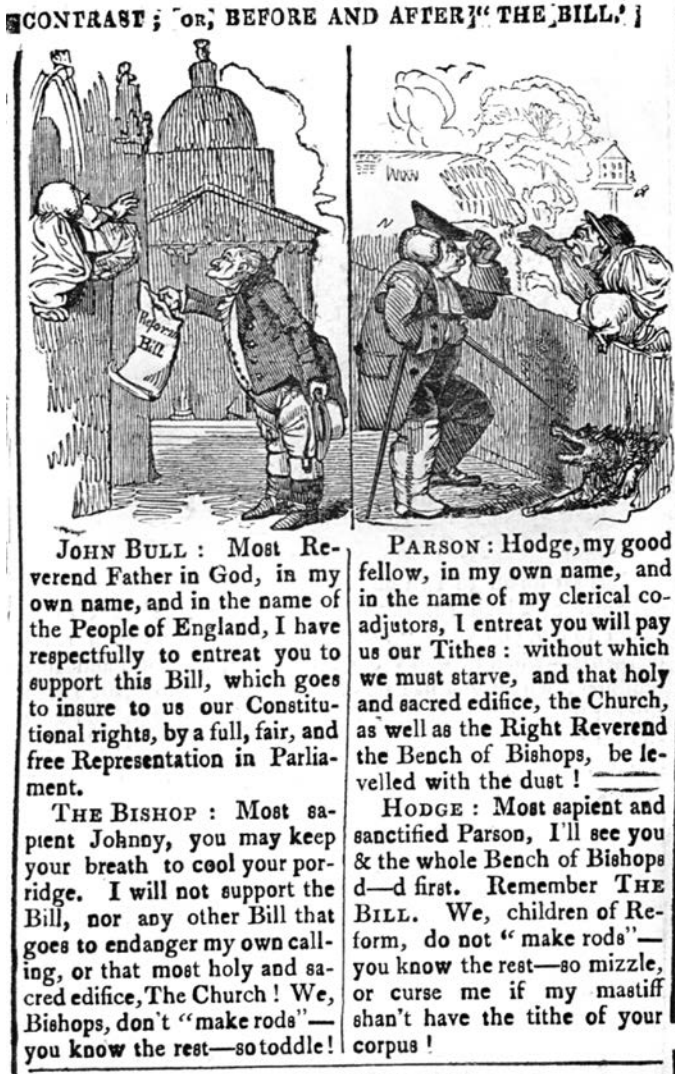 CONTRAST; OR, BEFORE AND AFTER "THE BILL."
Reform
Bill
JOHN BULL : Most Re-
verend Father in God, in my
own name, and in the name of
the People of England, I have
respectfully to entreat you to
support this Bill, which goes
to insure to us our Constitu-
tional rights, by a full, fair, and
free Representation in Parlia-
ment.
THE BISHOP : Most sa-
pient Johnny, you may keep
your breath to cool your por-
ridge. I will not support the
Bill, nor any other Bill that
goes to endanger my own call-
ing, or that most holy and sa-
cred edifice, The Church ! We,
Bishops, don't "make rods"—
you know the rest—so toddle !
PARSON : Hodge, my good
fellow, in my own name, and
in the name of my clerical co-
adjutors, I entreat you will pay
us our Tithes : without which
we must starve, and that holy
and sacred edifice, the Church,
as well as the Right Reverend
the Bench of Bishops, be le-
velled with the dust !
HODGE : Most sapient and
sanctified Parson, I'll see you
& the whole Bench of Bishops
d—d first. Remember THE
BILL. We, children of Re-
form, do not "make rods"—
you know the rest—so mizzle,
or curse me if my mastiff
shan't have the tithe of your
corpus !